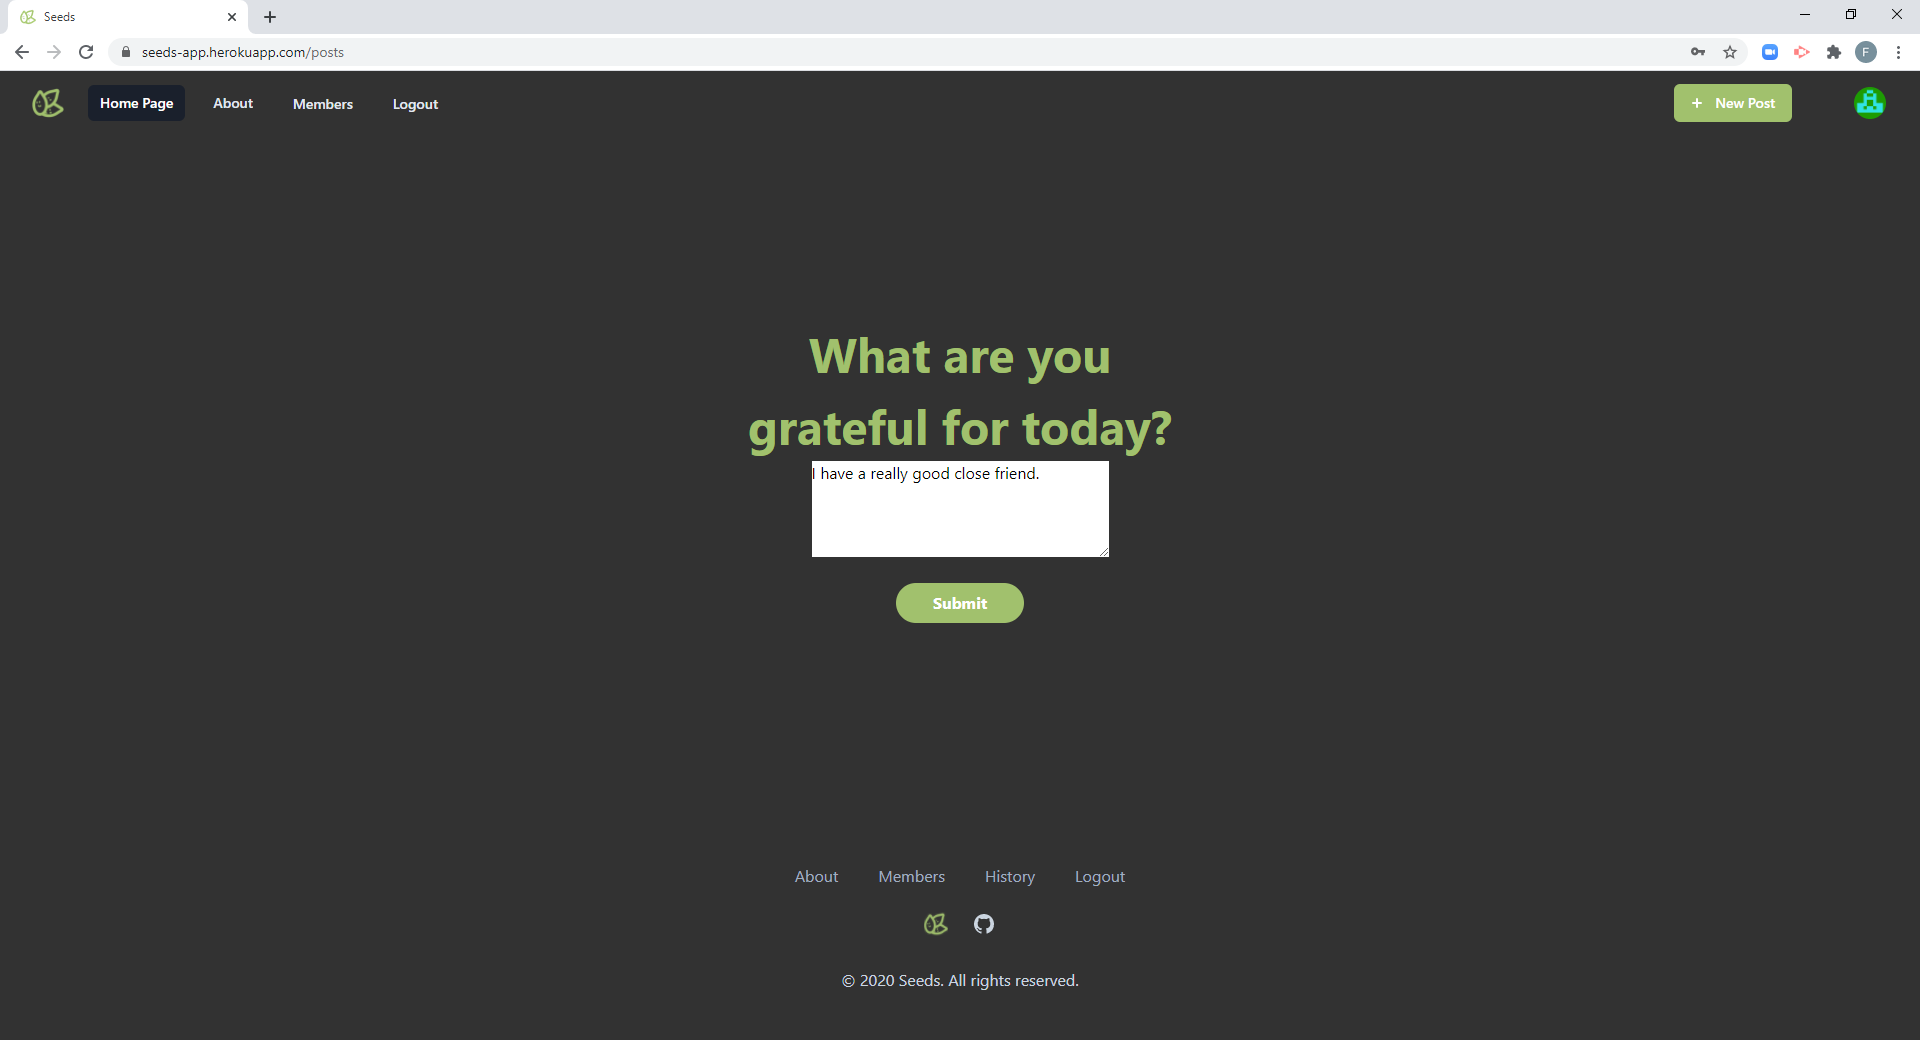 Seeds
seeds-app.herokuapp.com/posts
F
Home Page
About
Members
Logout
+ New Post
What are you
grateful for today?
I have a really good close friend.
Submit
About
Members
History
Logout
© 2020 Seeds. All rights reserved.